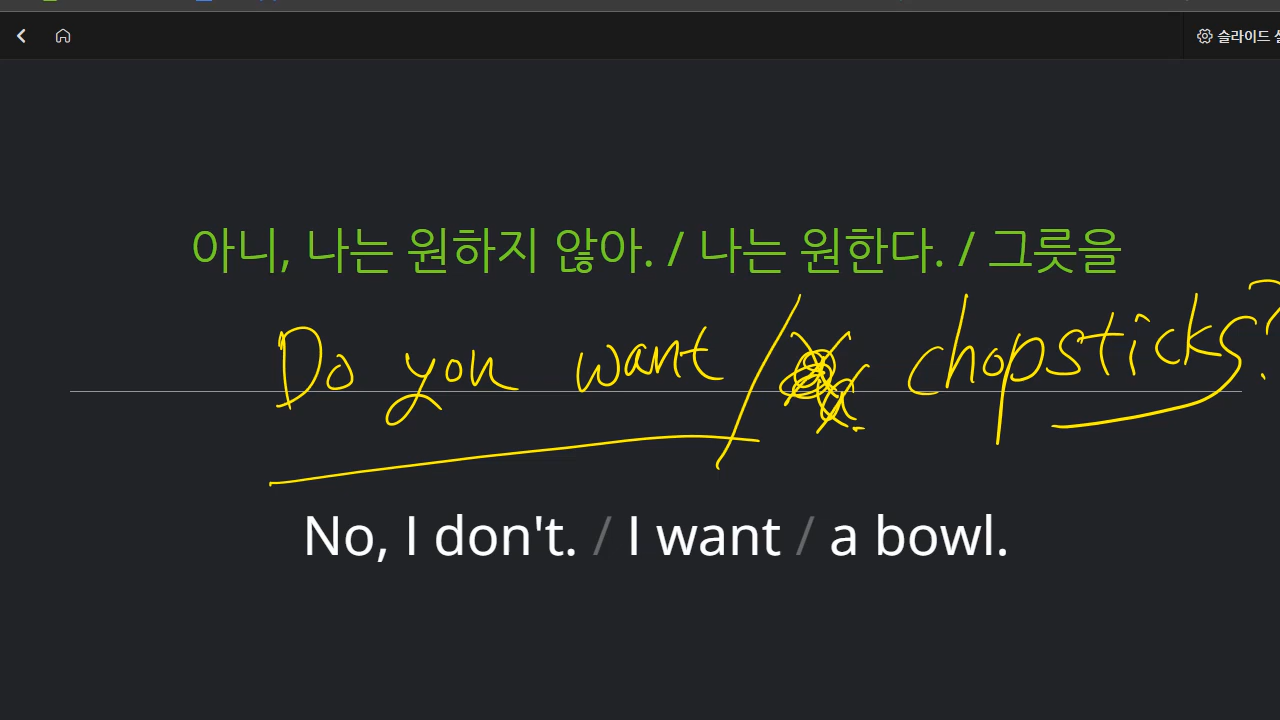 슬라이드
아니, 나는 원하지 않아. / 나는 원한다. / 그릇을
Do you want / chopsticks?
No, I don't. / I want / a bowl.